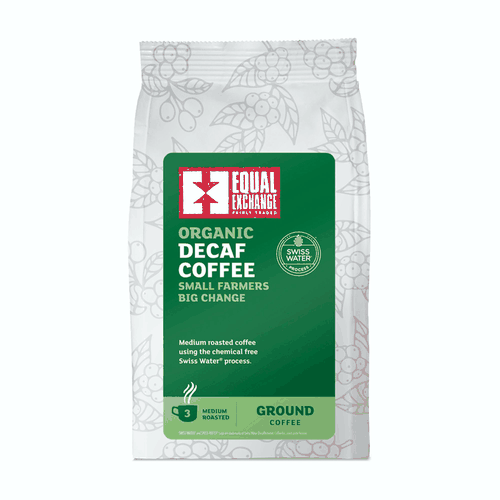 EQUAL
EXCHANGE
FAIRLY TRADED
ORGANIC
DECAF
COFFEE
SMALL FARMERS
BIG CHANGE
SWISS
WATER®
PROCESS
Medium roasted coffee
using the chemical free
Swiss Water® process.
3
MEDIUM
ROASTED
GROUND
COFFEE